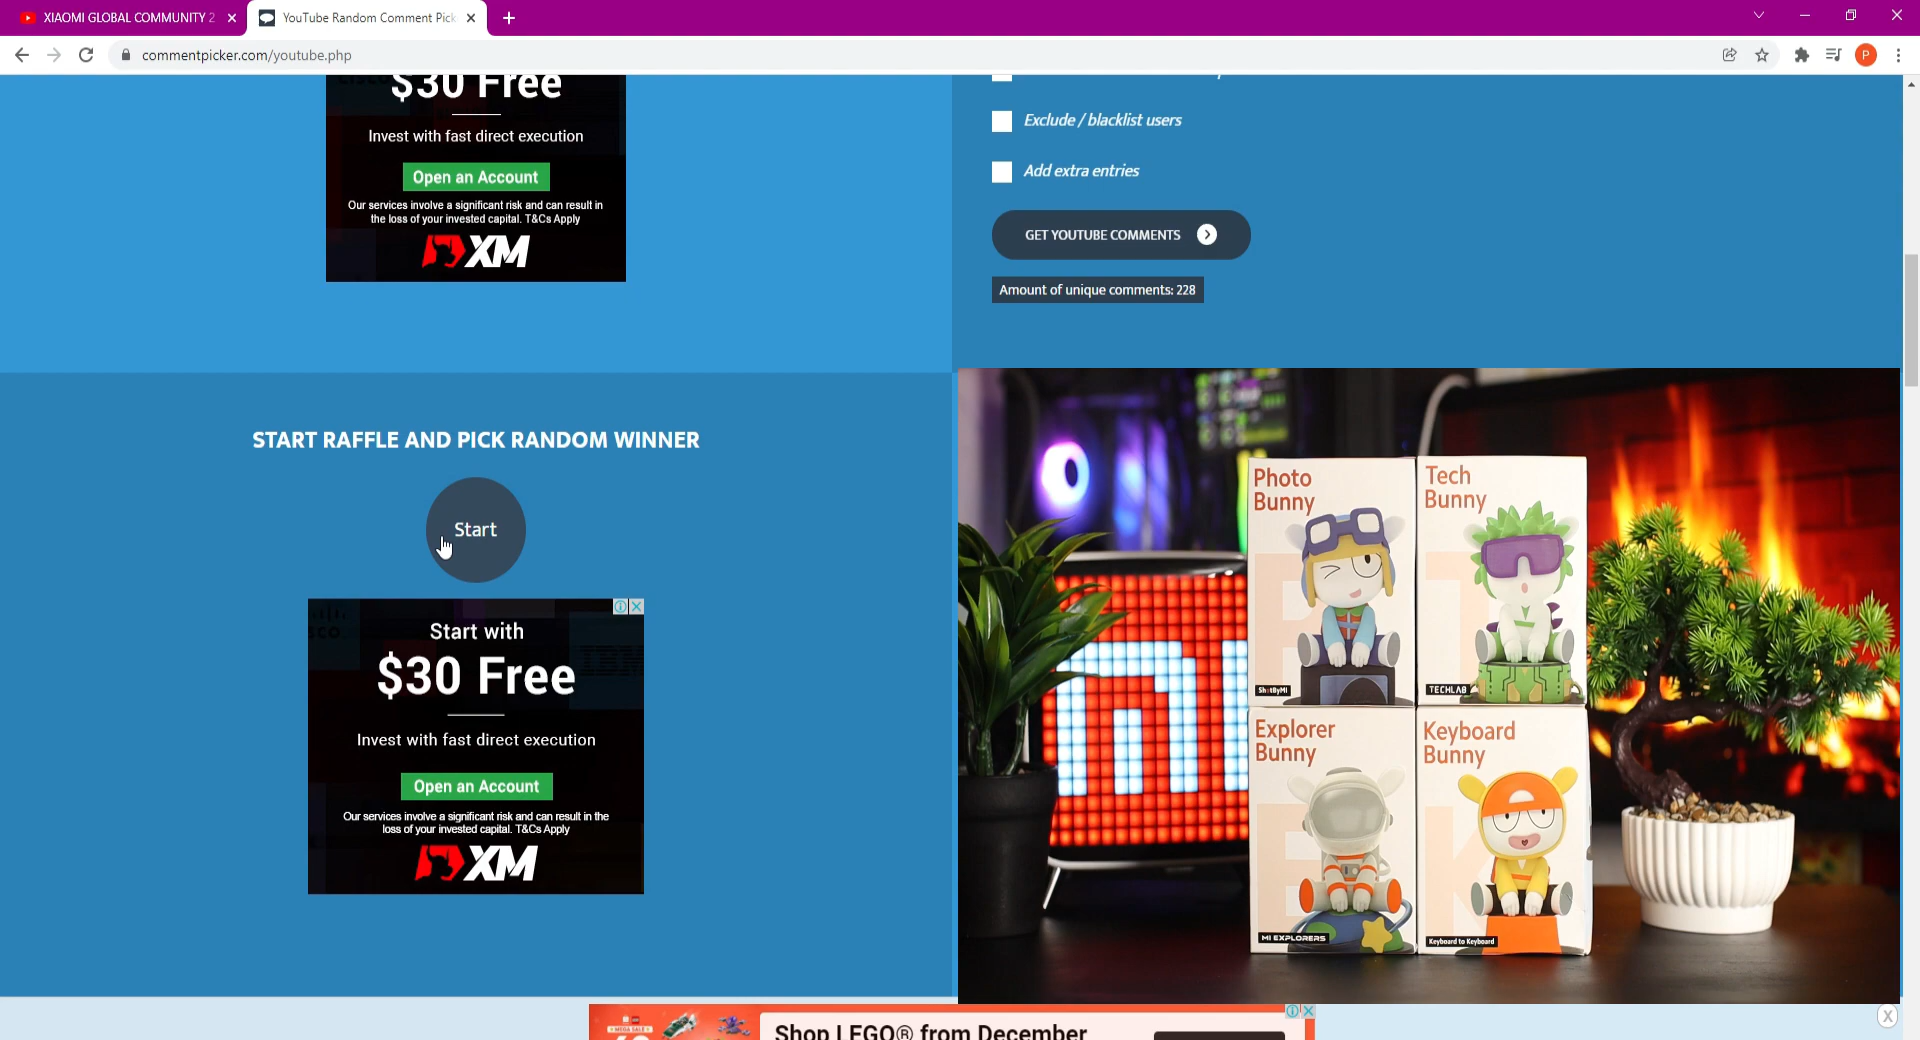 XIAOMI GLOBAL COMMUNITY 2
YouTube Random Comment Pick
commentpicker.com/youtube.php
P
$30 Free
Invest with fast direct execution
Open an Account
Our services involve a significant risk and can result in
the loss of your invested capital. T&Cs Apply
XM
Exclude / blacklist users
Add extra entries
GET YOUTUBE COMMENTS
Amount of unique comments: 228
START RAFFLE AND PICK RANDOM WINNER
Start
Start with
$30 Free
Invest with fast direct execution
Open an Account
Our services involve a significant risk and can result in the
loss of your invested capital. T&Cs Apply
XM
Photo
Bunny
ShotByMI
Tech
Bunny
TECHLAB
Explorer
Bunny
MI EXPLORERS
Keyboard
Bunny
Keyboard to Keyboard
MEGA SALE
Shop LEGO® from December
X